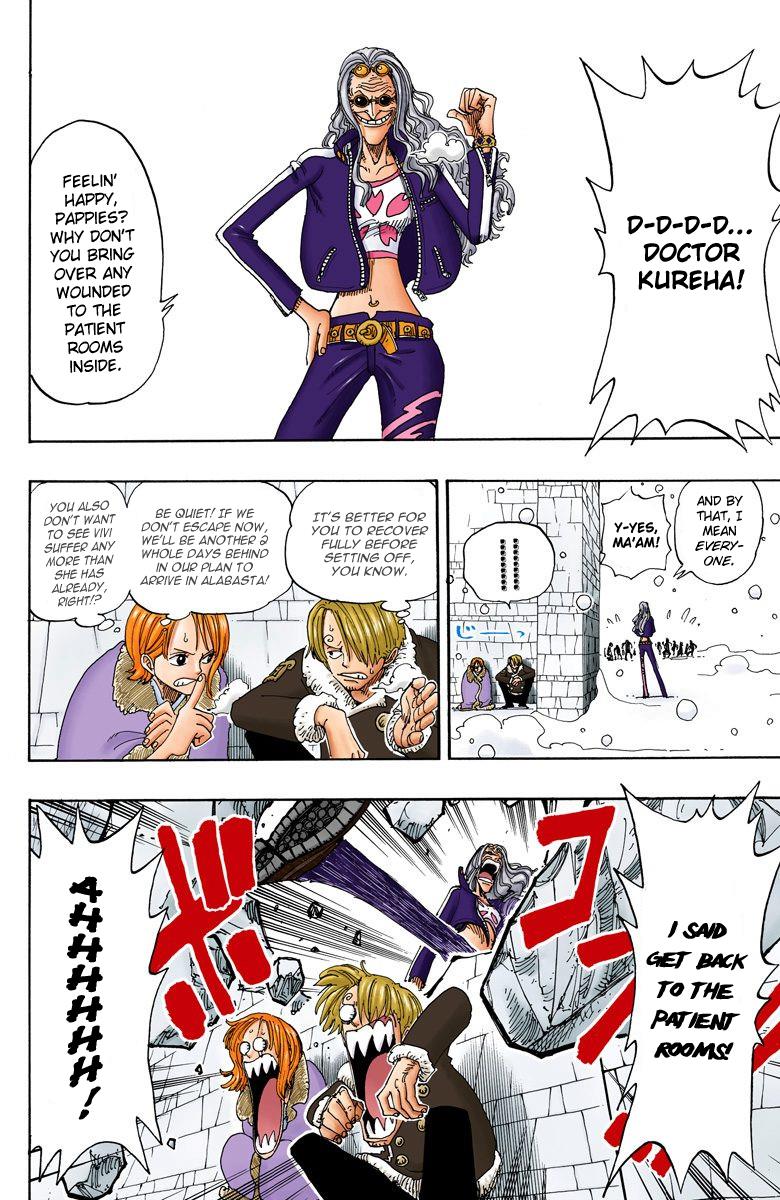 D-D-D-D...
DOCTOR
KUREHA!
FEELIN'
HAPPY,
PAPPIES?
WHY DON'T
YOU BRING
OVER ANY
WOUNDED
TO THE
PATIENT
ROOMS
INSIDE.
AND BY
THAT, I
MEAN
EVERY-
ONE.
Y-YES,
MA'AM!
!!
じーっ
IT'S BETTER FOR
YOU TO RECOVER
FULLY BEFORE
SETTING OFF,
YOU KNOW.
BE QUIET! IF WE
DON'T ESCAPE NOW,
WE'LL BE ANOTHER 2
WHOLE DAYS BEHIND
IN OUR PLAN TO
ARRIVE IN ALABASTA!
YOU ALSO
DON'T WANT
TO SEE VIVI
SUFFER ANY
MORE THAN
SHE HAS
ALREADY,
RIGHT!?
I SAID
GET BACK
TO THE
PATIENT
ROOMS!
AHHHHHHH!